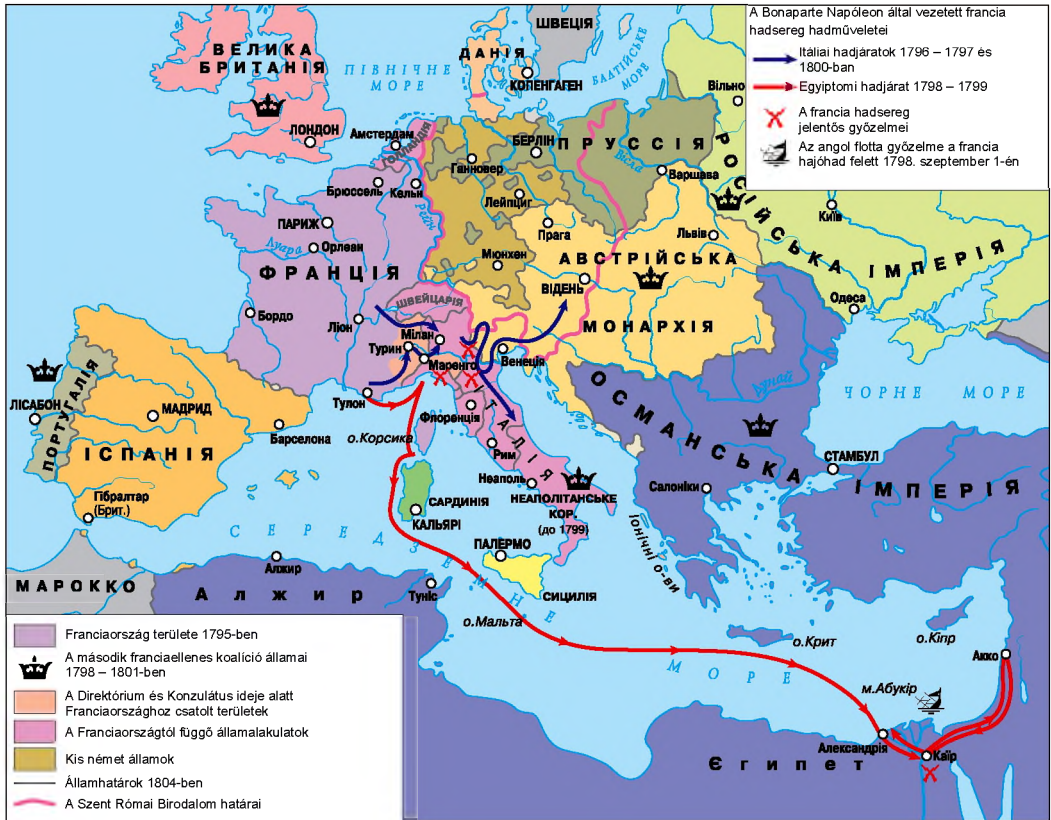 A Bonaparte Napóleon által vezetett francia
hadsereg hadműveletei
Itáliai hadjáratok 1796 – 1797 és
1800-ban
Egyiptomi hadjárat 1798 – 1799
A francia hadsereg
jelentős győzelmei
Az angol flotta győzelme a francia
hajóhad felett 1798. szeptember 1-én
ШВЕЦІЯ
ВЕЛИКА
БРИТАНІЯ
ДАНІЯ
ПІВНІЧНЕ
МОРЕ
КОПЕНГАГЕН
БАЛТІЙСЬКЕ
МОРЕ
Вільно
ЛОНДОН
Амстердам
ГОЛЛАНДІЯ
Ганновер
БЕРЛІН
ПРУССІЯ
Вісла
Варшава
РОСІЙСЬКА ІМПЕРІЯ
Брюссель
Кельн
Лейпциг
Рейн
Київ
ПАРИЖ
Прага
Львів
Луара
Орлеан
Мюнхен
АВСТРІЙСЬКА
МОНАРХІЯ
ФРАНЦІЯ
ВІДЕНЬ
ШВЕЙЦАРІЯ
Одеса
Бордо
Ліон
Мілан
Турин
Венеція
Маренго
Дунай
ЧОРНЕ МОРЕ
ПОРТУГАЛІЯ
ЛІСАБОН
МАДРИД
Тулон
Флоренція
ІТАЛІЯ
ОСМАНСЬКА
ІМПЕРІЯ
Барселона
о.Корсика
ІСПАНІЯ
Рим
СТАМБУЛ
Неаполь
Салоніки
Гібралтар
(Брит.)
САРДИНІЯ
КАЛЬЯРІ
НЕАПОЛІТАНСЬКЕ
КОР.
(до 1799)
Іонічні о-ви
СЕРЕДЗЕМНЕ
МОРЕ
ПАЛЕРМО
СИЦИЛІЯ
МАРОККО
Алжир
Алжир
Туніс
о.Мальта
о.Крит
о.Кіпр
Акко
м.Абукір
Александрія
Каїр
Єгипет
Franciaország területe 1795-ben
A második franciaellenes koalíció államai
1798 – 1801-ben
A Direktórium és Konzulátus ideje alatt
Franciaországhoz csatolt területek
A Franciaországtól függő államalakulatok
Kis német államok
Államhatárok 1804-ben
A Szent Római Birodalom határai